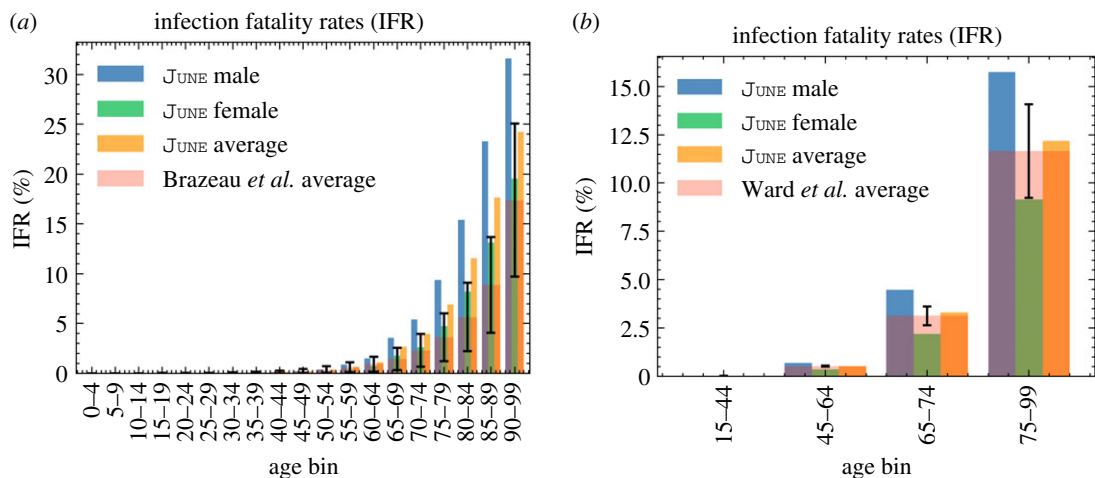 (a)
infection fatality rates (IFR)
30
25
20
15
10
5
0
IFR (%)
JUNE male
JUNE female
JUNE average
Brazeau et al. average
0–4
5–9
10–14
15–19
20–24
25–29
30–34
35–39
40–44
45–49
50–54
55–59
60–64
65–69
70–74
75–79
80–84
85–89
90–99
age bin
(b)
infection fatality rates (IFR)
15.0
12.5
10.0
7.5
5.0
2.5
0
IFR (%)
JUNE male
JUNE female
JUNE average
Ward et al. average
15–44
45–64
65–74
75–99
age bin